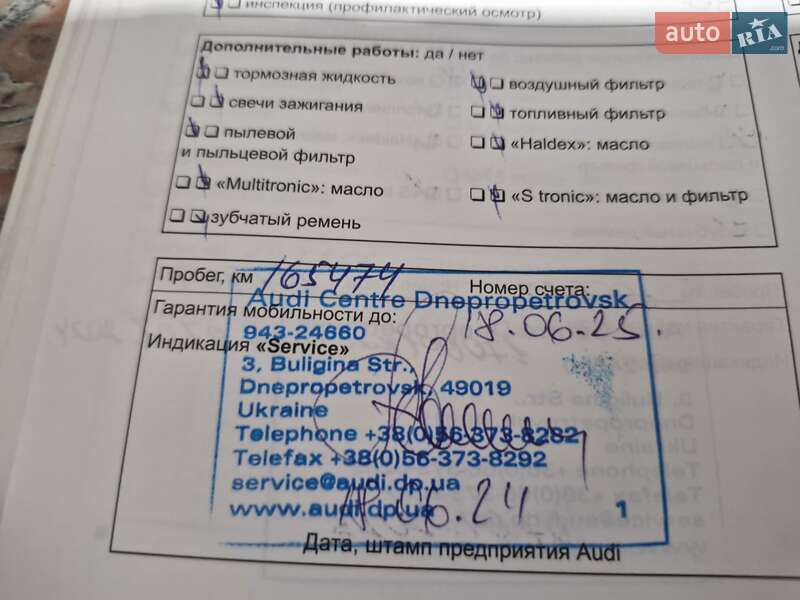 инспекция (профилактический осмотр)
auto RIA .com
Дополнительные работы: да / нет
тормозная жидкость
воздушный фильтр
свечи зажигания
топливный фильтр
пылевой
и пыльцевой фильтр
«Haldex»: масло
«Multitronic»: масло
«S tronic»: масло и фильтр
зубчатый ремень
Пробег, км 165474
Номер счета:
Audi Centre Dnepropetrovsk
Гарантия мобильности до: 18.06.25.
943-24660
Индикация «Service»
3, Buligina Str.,
Dnepropetrovsk, 49019
Ukraine
Telephone +38(0)56-373-8282
Telefax +38(0)56-373-8292
service@audi.dp.ua
www.audi.dp.ua
18.06.24
1
Дата, штамп предприятия Audi